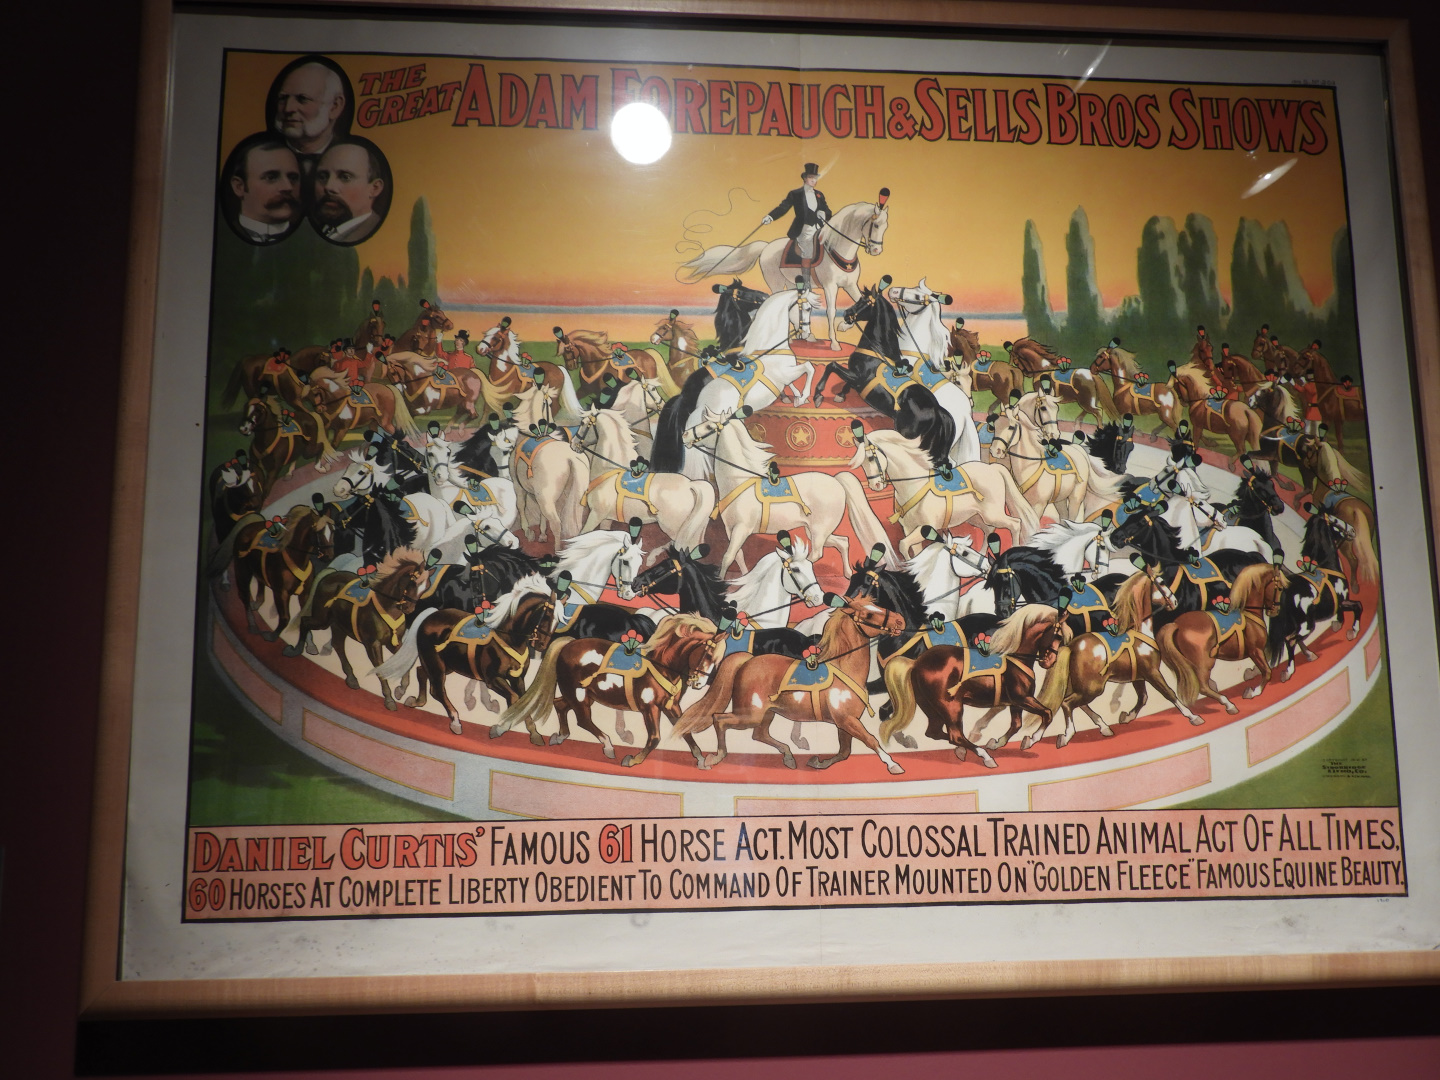 THE
GREAT ADAM FOREPAUGH & SELLS BROS SHOWS
DANIEL CURTIS' FAMOUS 61 HORSE ACT. MOST COLOSSAL TRAINED ANIMAL ACT OF ALL TIMES,
60 HORSES AT COMPLETE LIBERTY OBEDIENT TO COMMAND OF TRAINER MOUNTED ON "GOLDEN FLEECE" FAMOUS EQUINE BEAUTY.